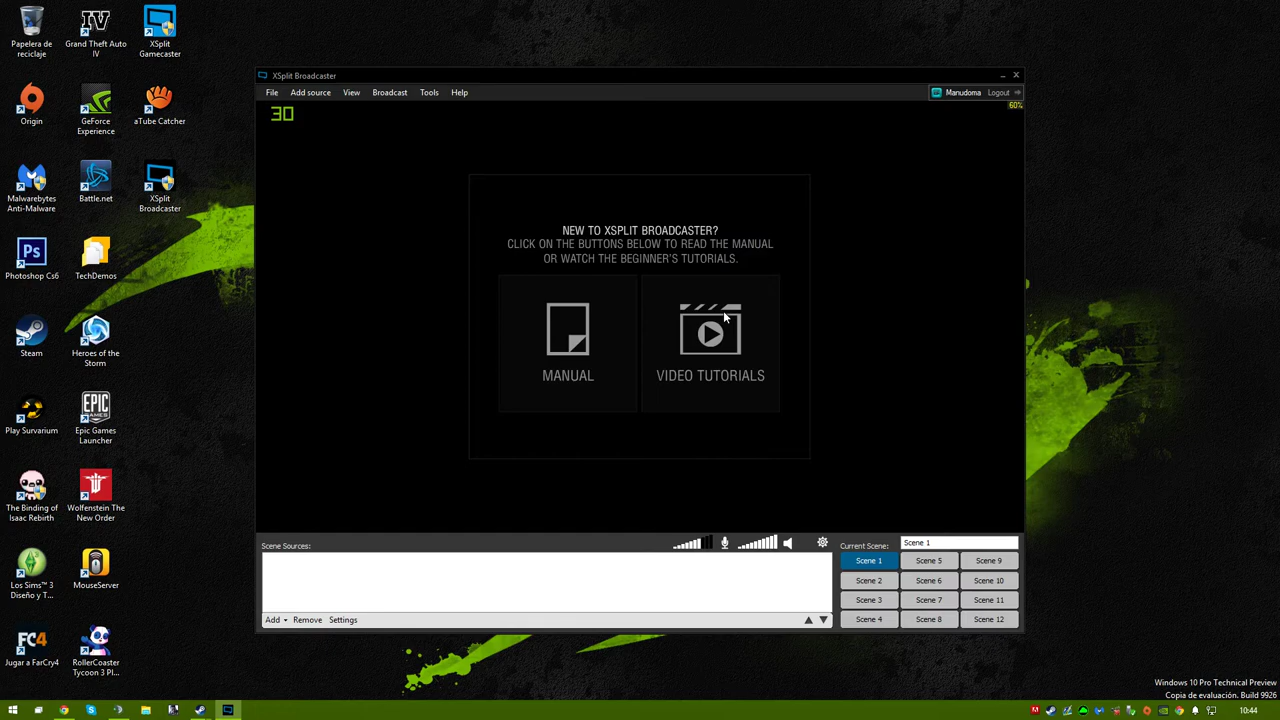 Papelera de
reciclaje
Grand Theft Auto
IV
XSplit
Gamecaster
Origin
GeForce
Experience
aTube Catcher
Malwarebytes
Anti-Malware
Battle.net
XSplit
Broadcaster
Ps
Photoshop Cs6
TechDemos
Steam
Heroes of the
Storm
Play Survarium
EPIC
GAMES
Epic Games
Launcher
The Binding of
Isaac Rebirth
Wolfenstein The
New Order
Los Sims™ 3
Diseño y T...
MouseServer
FC4
Jugar a FarCry4
RollerCoaster
Tycoon 3 Pl...
XSplit Broadcaster
File Add source View Broadcast Tools Help
Manudoma Logout
60%
30
NEW TO XSPLIT BROADCASTER?
CLICK ON THE BUTTONS BELOW TO READ THE MANUAL
OR WATCH THE BEGINNER'S TUTORIALS.
MANUAL
VIDEO TUTORIALS
Scene Sources:
Current Scene: Scene 1
Scene 1 Scene 5 Scene 9
Scene 2 Scene 6 Scene 10
Scene 3 Scene 7 Scene 11
Scene 4 Scene 8 Scene 12
Add Remove Settings
Windows 10 Pro Technical Preview
Copia de evaluación. Build 9926
10:44